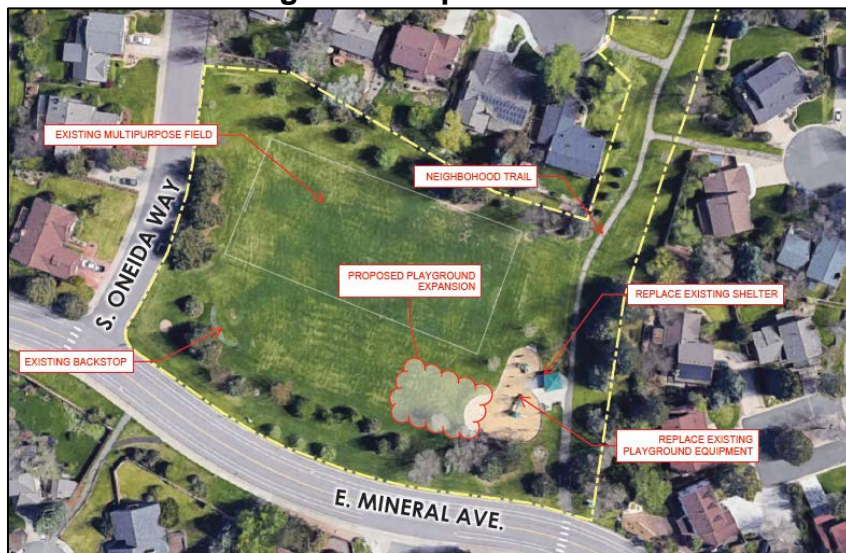 EXISTING MULTIPURPOSE FIELD
NEIGHBOHOOD TRAIL
S. ONEIDA WAY
PROPOSED PLAYGROUND
EXPANSION
REPLACE EXISTING SHELTER
EXISTING BACKSTOP
REPLACE EXISTING
PLAYGROUND EQUIPMENT
E. MINERAL AVE.